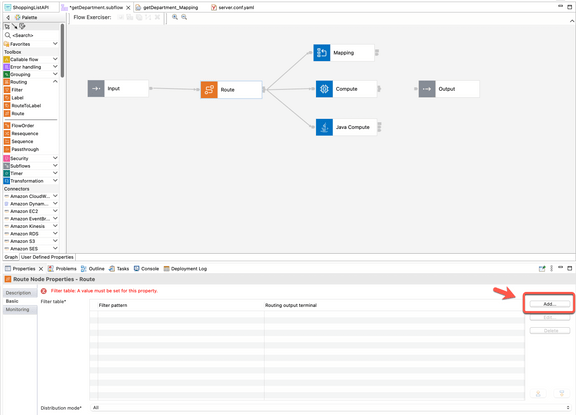 ShoppingListAPI
*getDepartment.subflow
getDepartment_Mapping
server.conf.yaml
Palette
Flow Exerciser:
<Search>
Favorites
Toolbox
Callable flow
Error handling
Grouping
Routing
Filter
Label
RouteToLabel
Route
FlowOrder
Resequence
Sequence
Passthrough
Security
Subflows
Timer
Transformation
Connectors
Amazon CloudW...
Amazon Dynam...
Amazon EC2
Amazon EventBr...
Amazon Kinesis
Amazon RDS
Amazon S3
Amazon SES
Input
Route
Mapping
Compute
Java Compute
Output
Graph
User Defined Properties
Properties
Problems
Outline
Tasks
Console
Deployment Log
Route Node Properties - Route
Description
Basic
Monitoring
Filter table: A value must be set for this property.
Filter table*
Filter pattern
Routing output terminal
Add...
Edit...
Delete
Distribution mode*
All